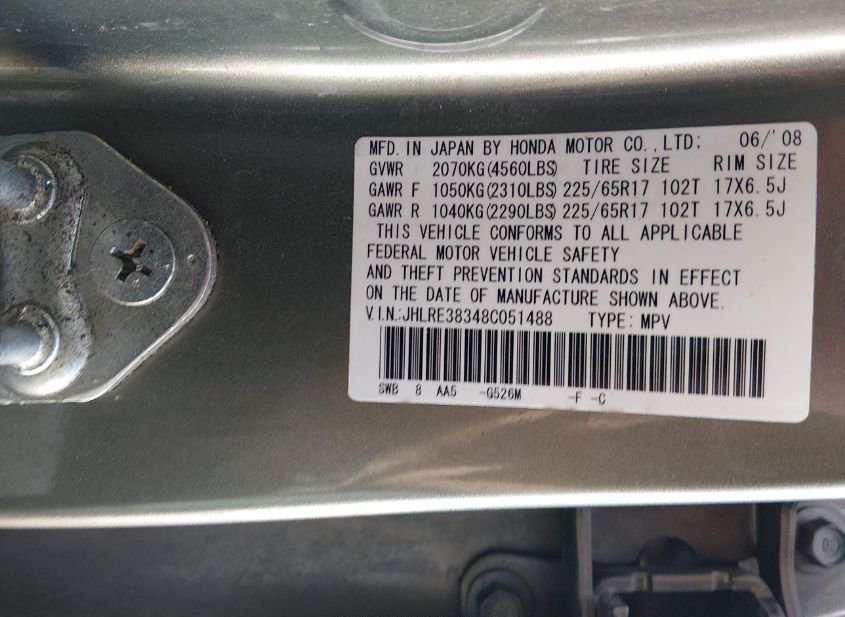 MFD. IN JAPAN BY HONDA MOTOR CO.,LTD: 06/'08
GVWR 2070KG(4560LBS) TIRE SIZE RIM SIZE
GAWR F 1050KG(2310LBS) 225/65R17 102T 17X6.5J
GAWR R 1040KG(2290LBS) 225/65R17 102T 17X6.5J
THIS VEHICLE CONFORMS TO ALL APPLICABLE
FEDERAL MOTOR VEHICLE SAFETY
AND THEFT PREVENTION STANDARDS IN EFFECT
ON THE DATE OF MANUFACTURE SHOWN ABOVE.
V.I.N.:JHLRE38348C051488 TYPE: MPV
SWB 8 AA5 -G526M -F -C